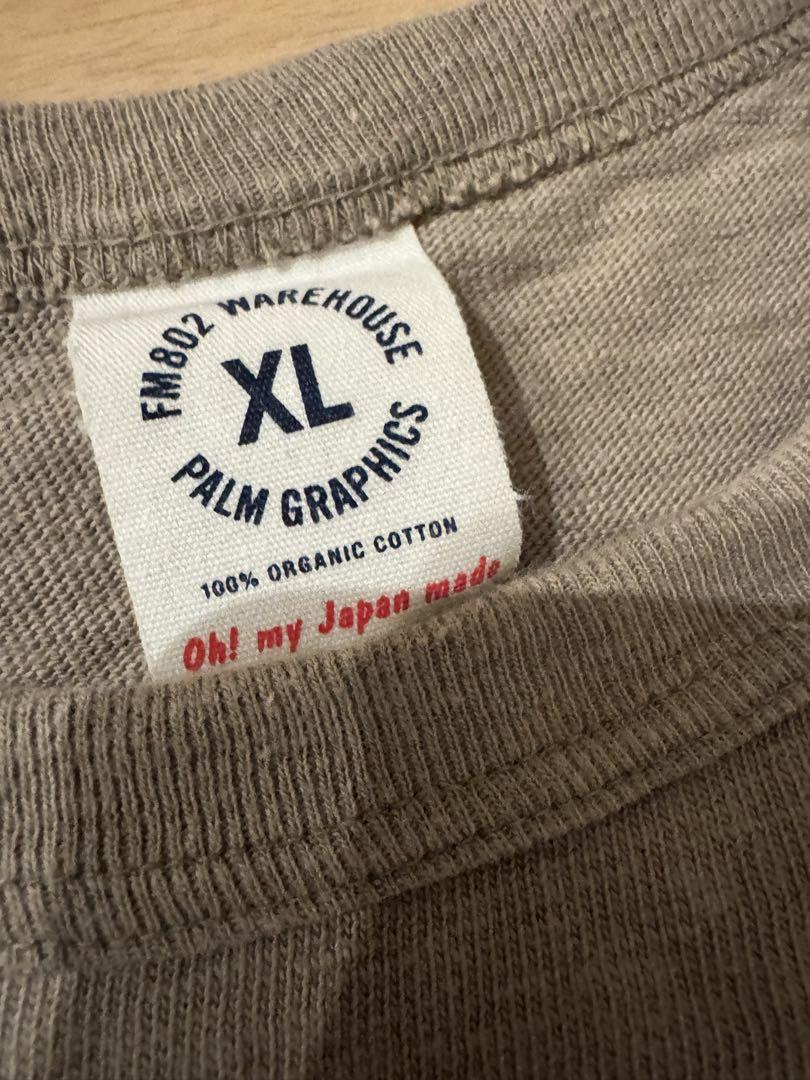 FM802 WAREHOUSE
XL
PALM GRAPHICS
100% ORGANIC COTTON
Oh! my Japan made